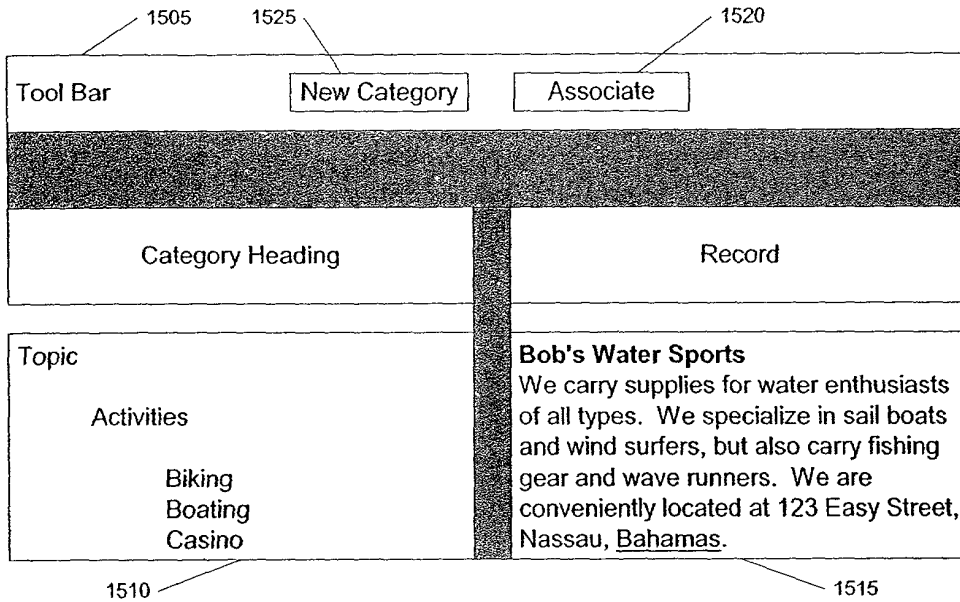 1505 1525 1520
Tool Bar New Category Associate
Category Heading Record
Topic
Activities
Biking
Boating
Casino
Bob's Water Sports
We carry supplies for water enthusiasts
of all types. We specialize in sail boats
and wind surfers, but also carry fishing
gear and wave runners. We are
conveniently located at 123 Easy Street,
Nassau, Bahamas.
1510 1515